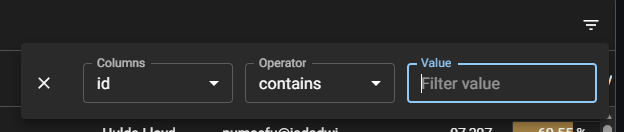 Columns
id
Operator
contains
Value
Filter value